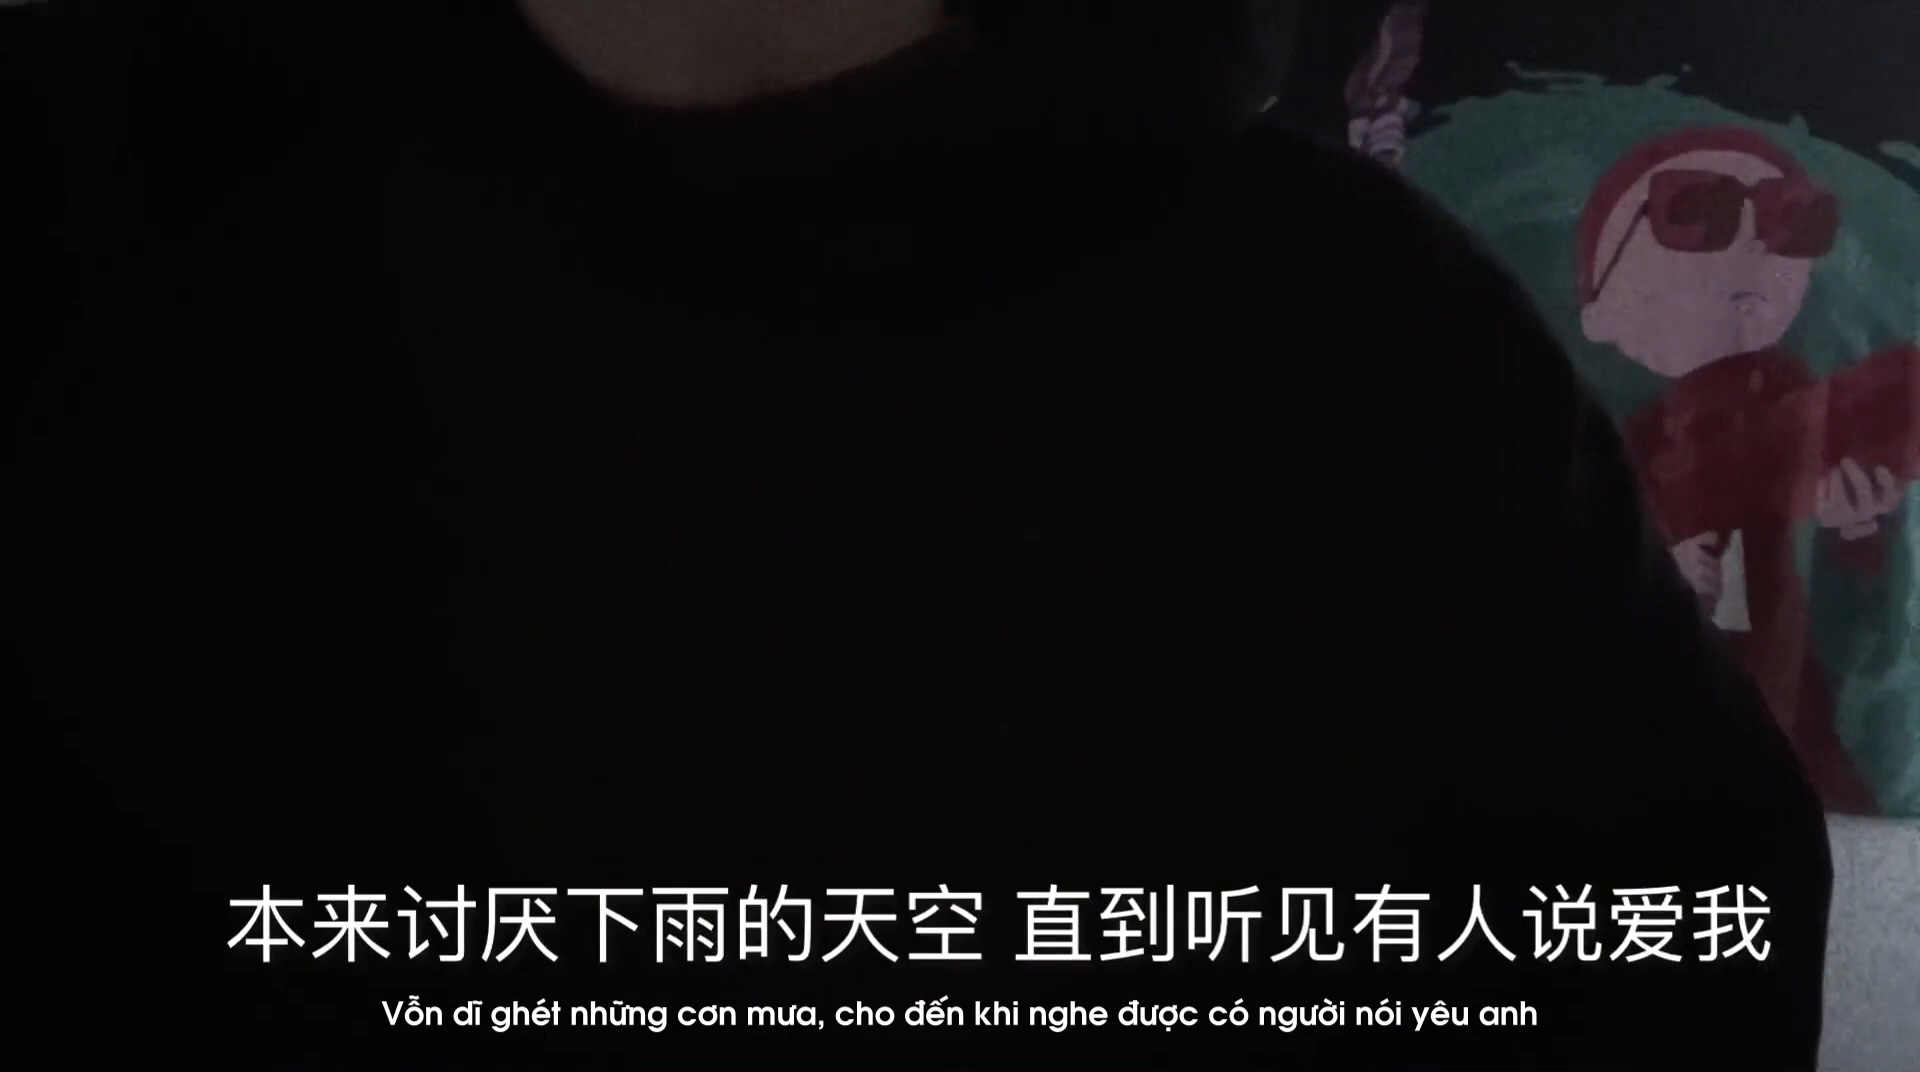 本来讨厌下雨的天空 直到听见有人说爱我
Vỗn dĩ ghét những cơn mưa, cho đến khi nghe được có người nói yêu anh